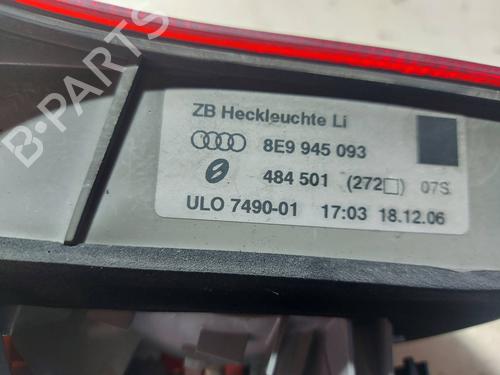 ZB Heckleuchte Li
8E9 945 093
484 501 (272□) 07S
ULO 7490-01 17:03 18.12.06
B-PARTS